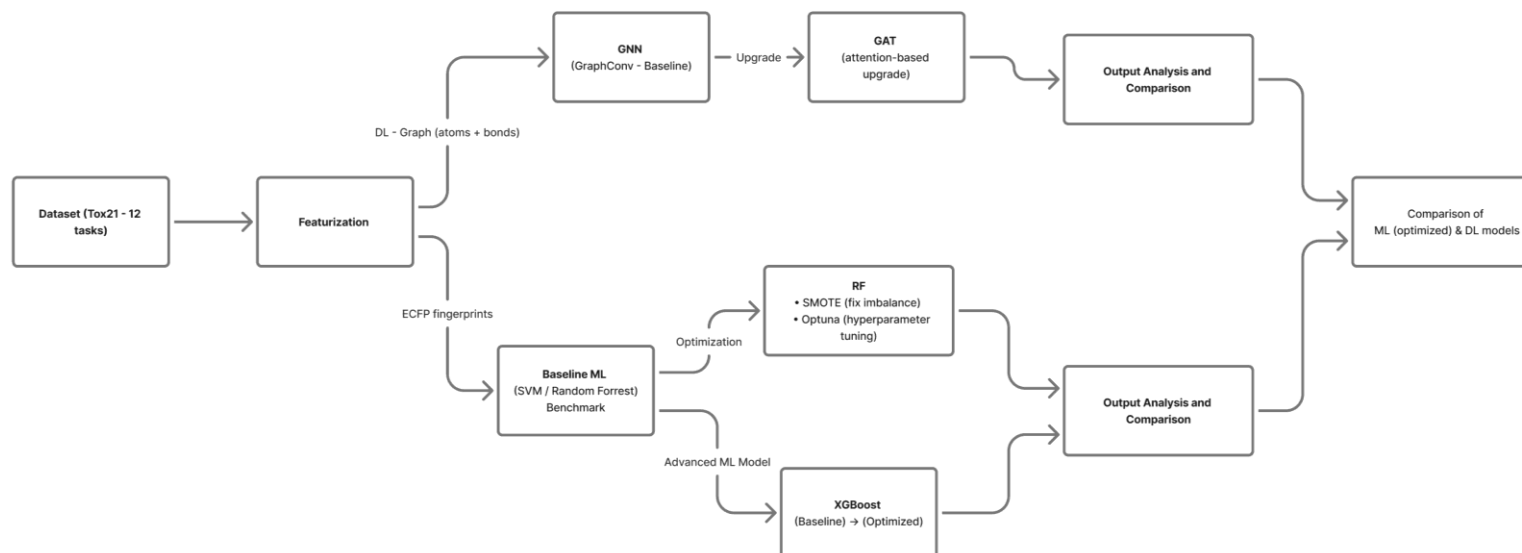 GNN
(GraphConv - Baseline)
Upgrade
GAT
(attention-based
upgrade)
Output Analysis and
Comparison
DL - Graph (atoms + bonds)
Dataset (Tox21 - 12
tasks)
Featurization
Comparison of
ML (optimized) & DL models
ECFP fingerprints
RF
• SMOTE (fix imbalance)
• Optuna (hyperparameter
tuning)
Optimization
Baseline ML
(SVM / Random Forrest)
Benchmark
Output Analysis and
Comparison
Advanced ML Model
XGBoost
(Baseline) → (Optimized)